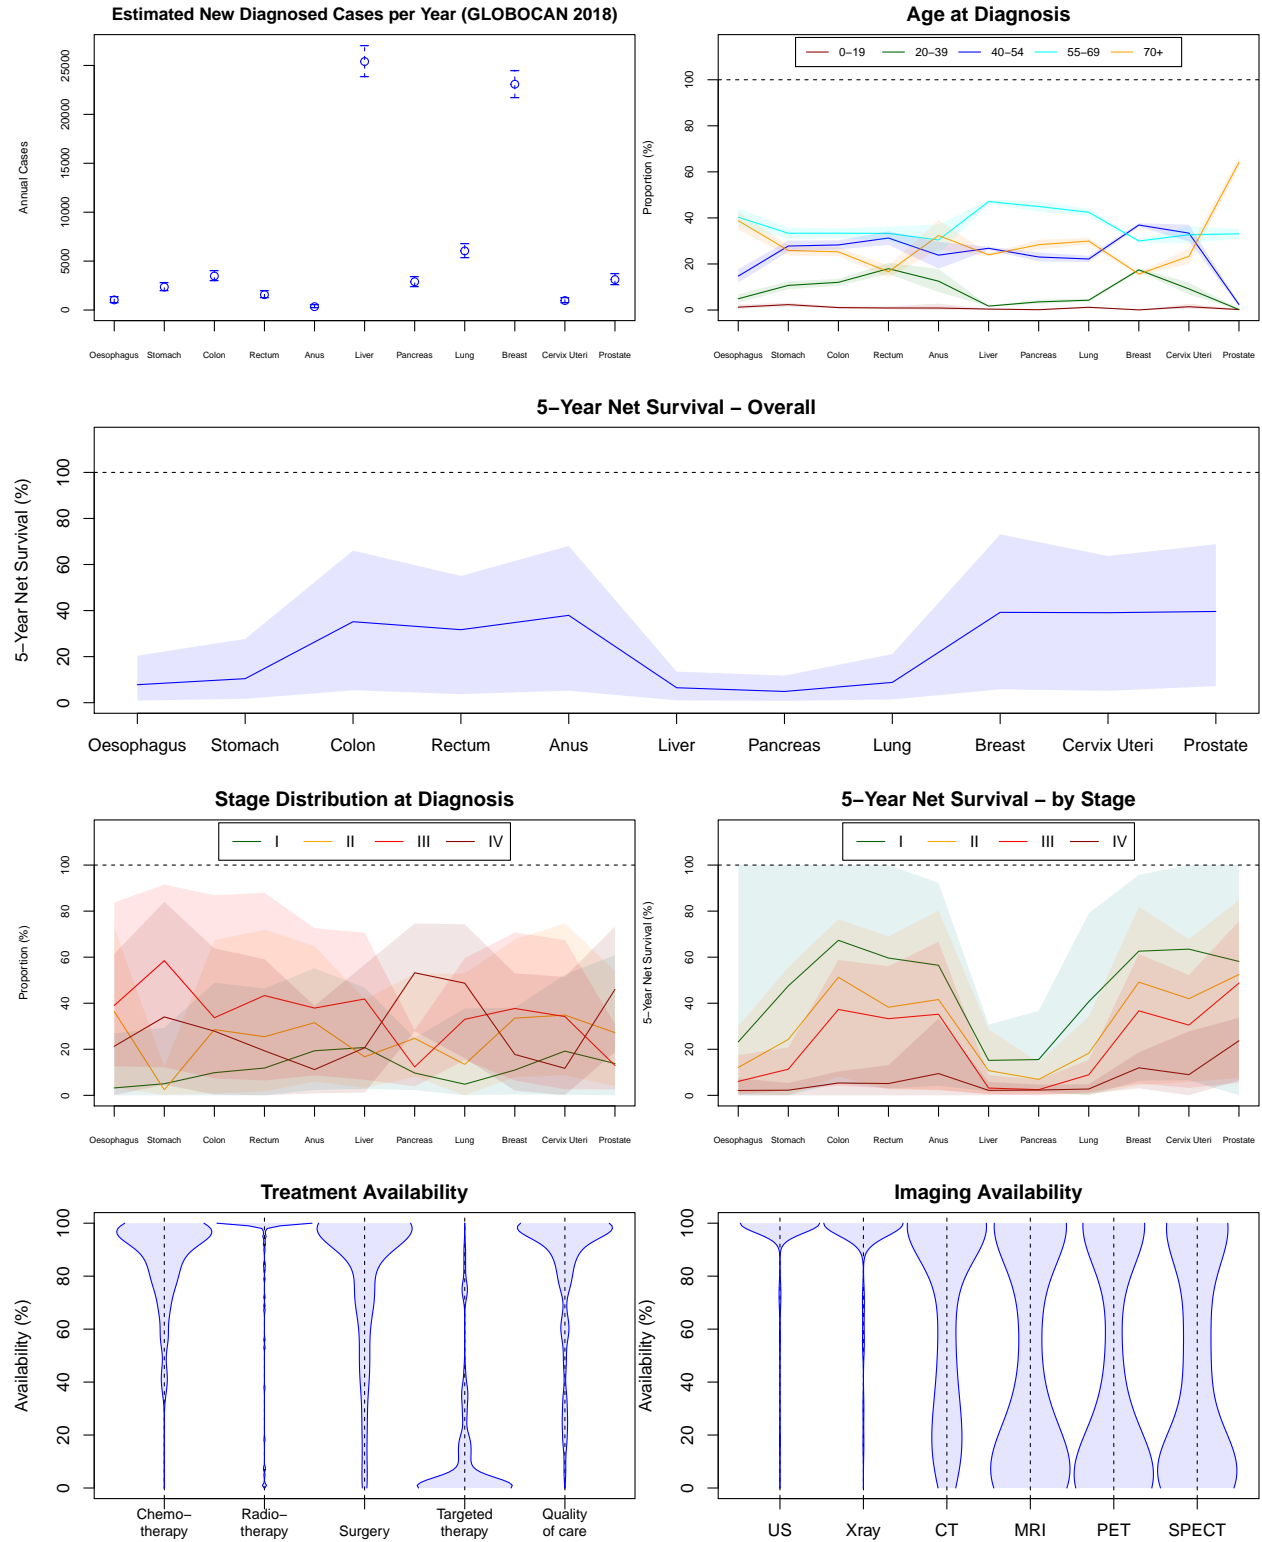 Estimated New Diagnosed Cases per Year (GLOBOCAN 2018)
Annual Cases
0
5000
10000
15000
20000
25000
Oesophagus Stomach Colon Rectum Anus Liver Pancreas Lung Breast Cervix Uteri Prostate
Age at Diagnosis
0−19 20−39 40−54 55−69 70+
Proportion (%)
0
20
40
60
80
100
Oesophagus Stomach Colon Rectum Anus Liver Pancreas Lung Breast Cervix Uteri Prostate
5−Year Net Survival − Overall
5−Year Net Survival (%)
0
20
40
60
80
100
Oesophagus Stomach Colon Rectum Anus Liver Pancreas Lung Breast Cervix Uteri Prostate
Stage Distribution at Diagnosis
I II III IV
Proportion (%)
0
20
40
60
80
100
Oesophagus Stomach Colon Rectum Anus Liver Pancreas Lung Breast Cervix Uteri Prostate
5−Year Net Survival − by Stage
I II III IV
5−Year Net Survival (%)
0
20
40
60
80
100
Oesophagus Stomach Colon Rectum Anus Liver Pancreas Lung Breast Cervix Uteri Prostate
Treatment Availability
Availability (%)
0
20
40
60
80
100
Chemo−
therapy
Radio−
therapy
Surgery
Targeted
therapy
Quality
of care
Imaging Availability
Availability (%)
0
20
40
60
80
100
US Xray CT MRI PET SPECT